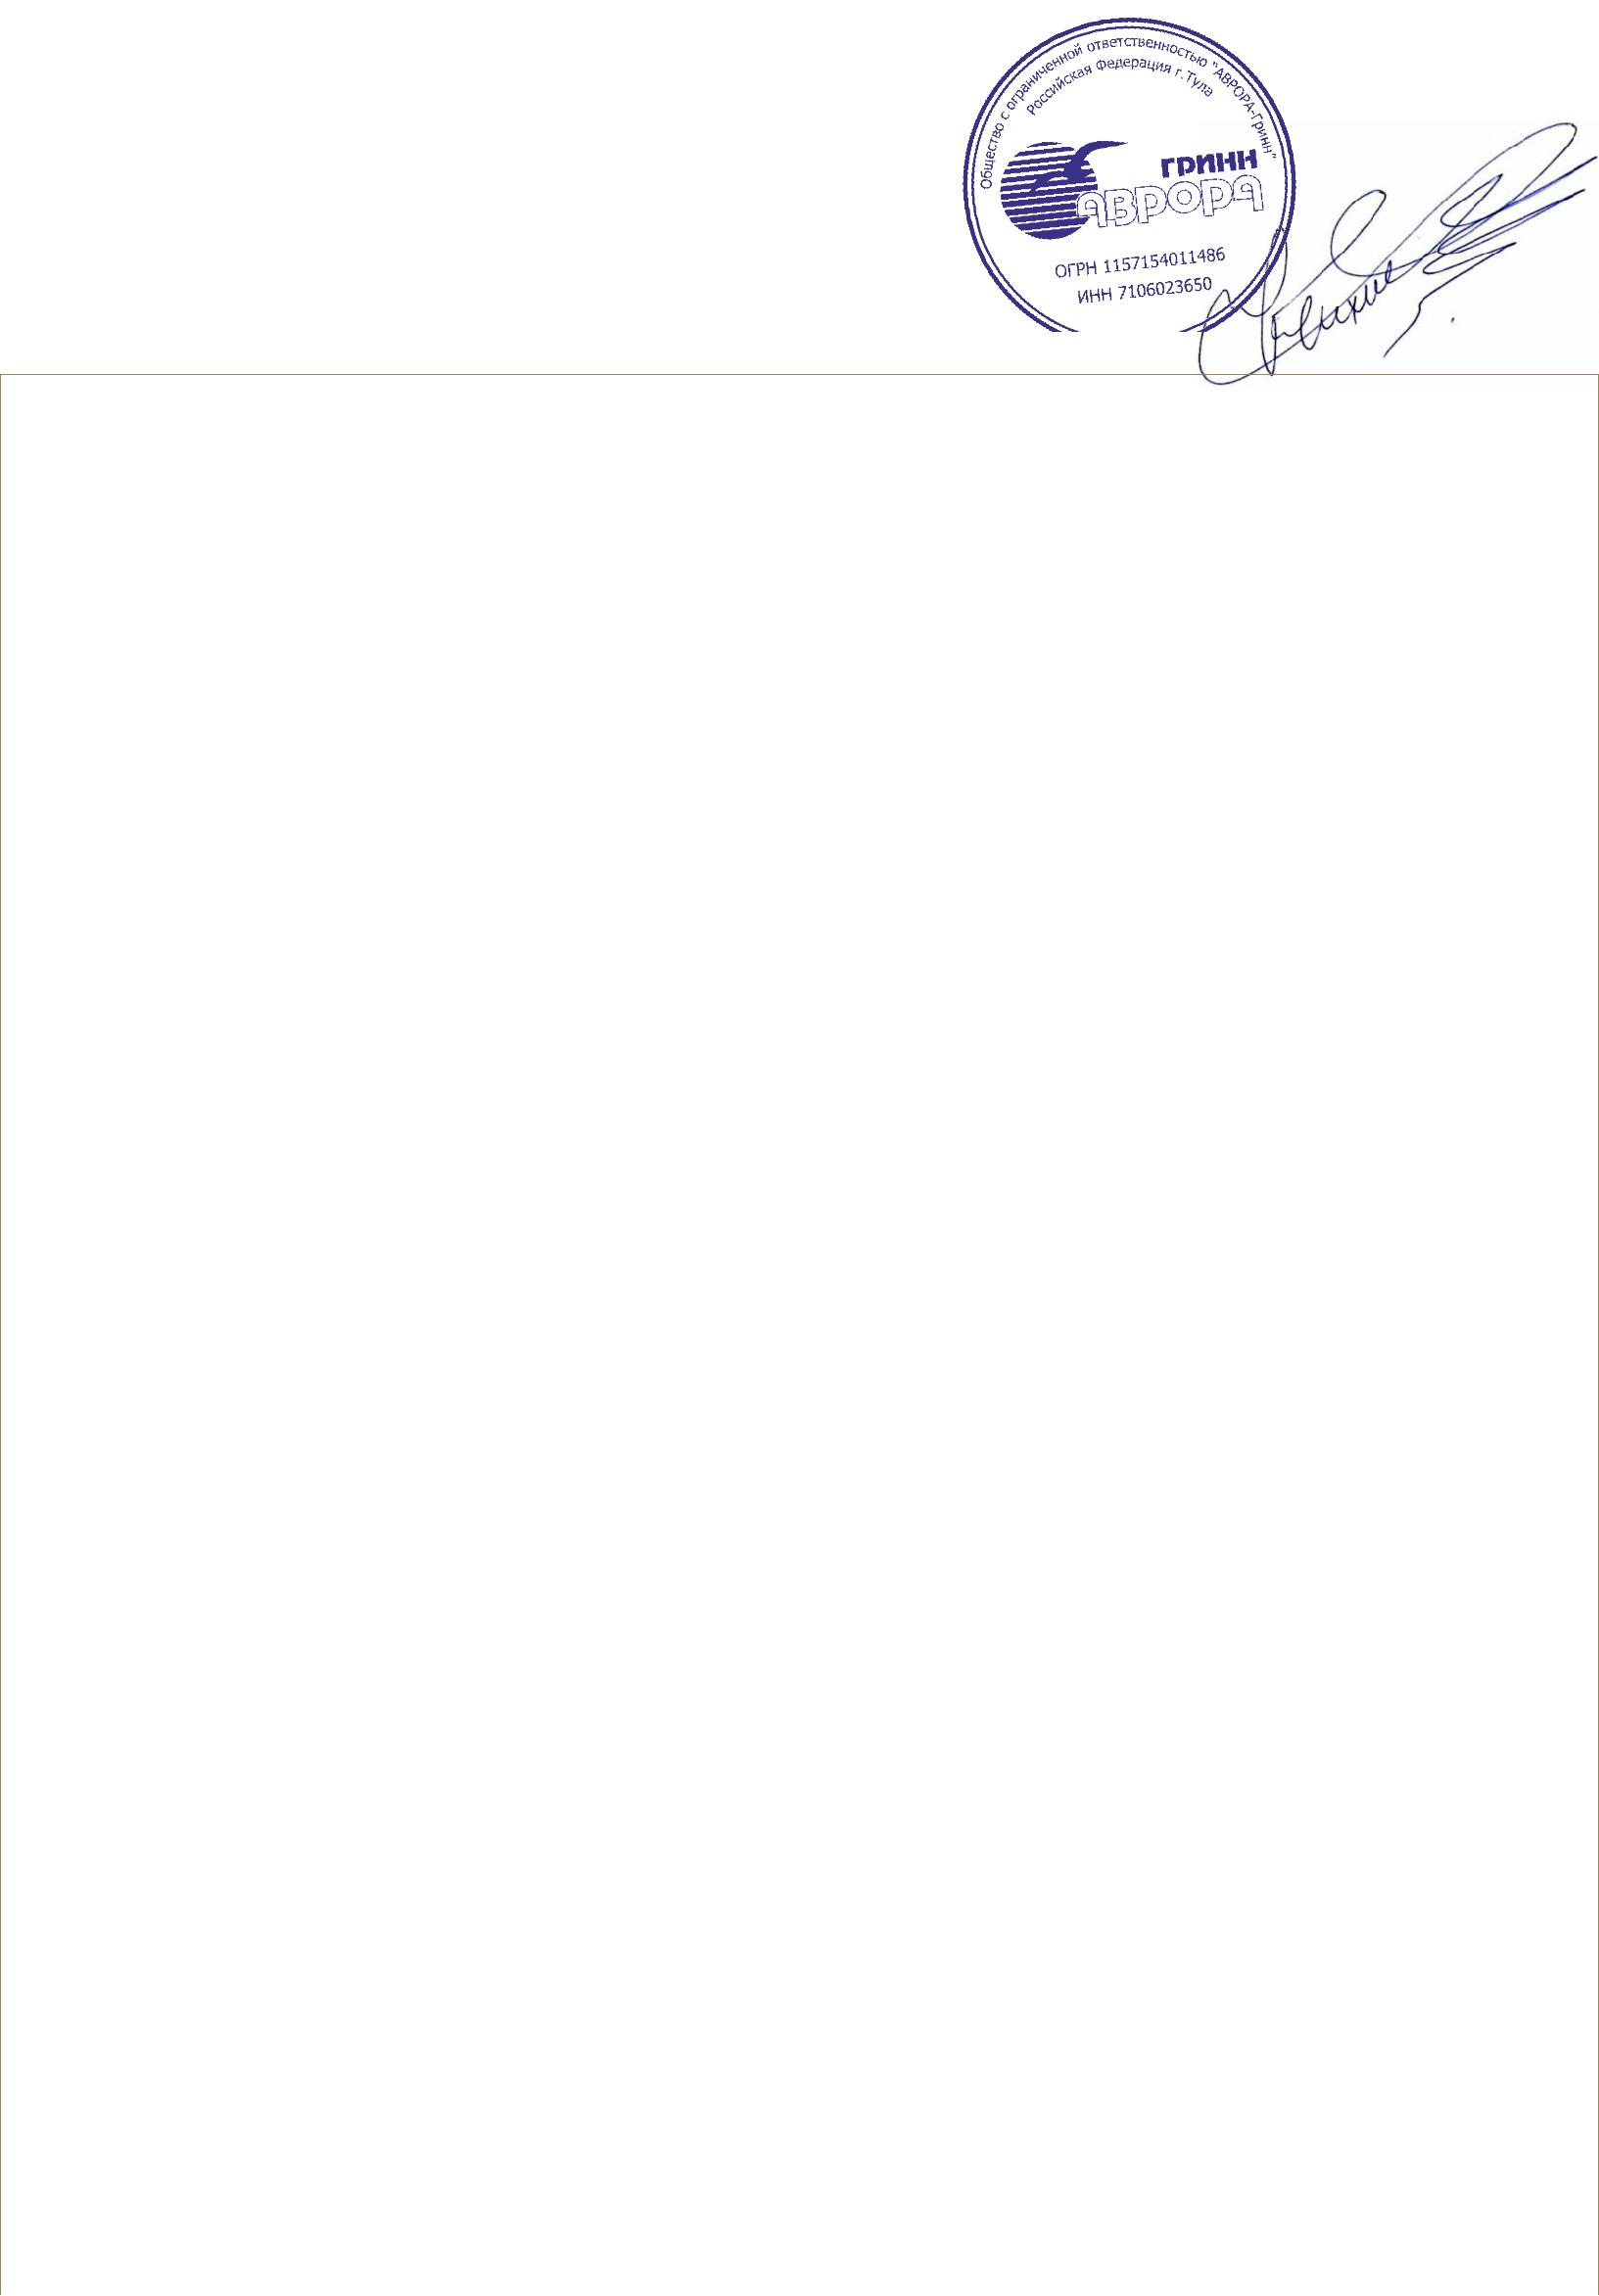 Общество с ограниченной ответственностью "АВРОРА-Гринн"
Российская Федерация г. Тула
ГРИНН
АВРОРА
ОГРН 1157154011486
ИНН 7106023650